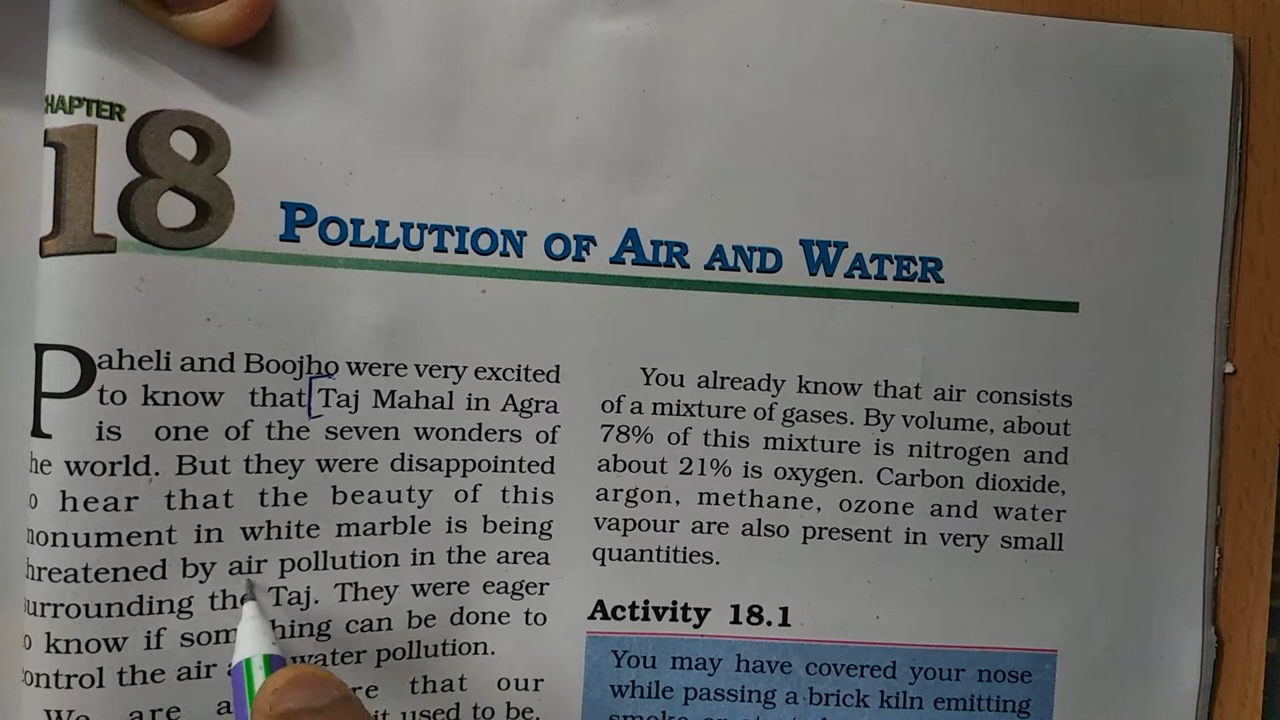 HAPTER
18
POLLUTION OF AIR AND WATER
Paheli and Boojho were very excited
to know that Taj Mahal in Agra
is one of the seven wonders of
he world. But they were disappointed
o hear that the beauty of this
nonument in white marble is being
hreatened by air pollution in the area
urrounding the Taj. They were eager
o know if som hing can be done to
ontrol the air a water pollution.
We are a re that our
it used to be.
You already know that air consists
of a mixture of gases. By volume, about
78% of this mixture is nitrogen and
about 21% is oxygen. Carbon dioxide,
argon, methane, ozone and water
vapour are also present in very small
quantities.
Activity 18.1
You may have covered your nose
while passing a brick kiln emitting